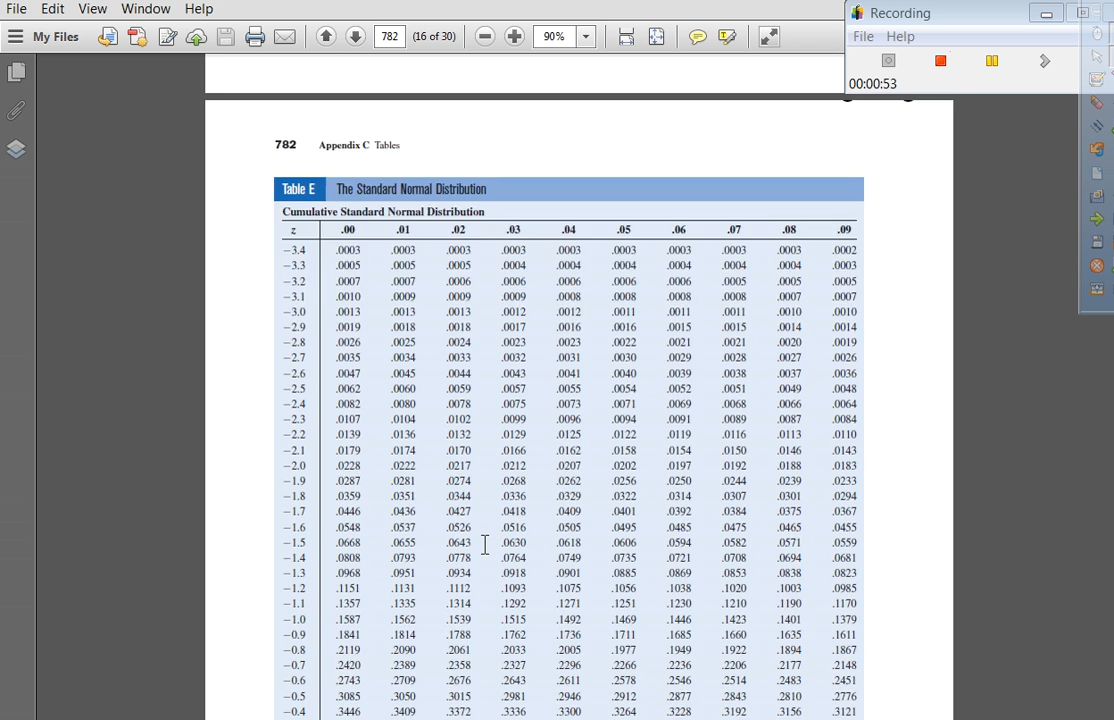 File Edit View Window Help
My Files 782 (16 of 30) 90%
Recording
File Help
00:00:53
782 Appendix C Tables
Table E The Standard Normal Distribution
Cumulative Standard Normal Distribution
z .00 .01 .02 .03 .04 .05 .06 .07 .08 .09
−3.4 .0003 .0003 .0003 .0003 .0003 .0003 .0003 .0003 .0003 .0002
−3.3 .0005 .0005 .0005 .0004 .0004 .0004 .0004 .0004 .0004 .0003
−3.2 .0007 .0007 .0006 .0006 .0006 .0006 .0006 .0005 .0005 .0005
−3.1 .0010 .0009 .0009 .0009 .0008 .0008 .0008 .0008 .0007 .0007
−3.0 .0013 .0013 .0013 .0012 .0012 .0011 .0011 .0011 .0010 .0010
−2.9 .0019 .0018 .0018 .0017 .0016 .0016 .0015 .0015 .0014 .0014
−2.8 .0026 .0025 .0024 .0023 .0023 .0022 .0021 .0021 .0020 .0019
−2.7 .0035 .0034 .0033 .0032 .0031 .0030 .0029 .0028 .0027 .0026
−2.6 .0047 .0045 .0044 .0043 .0041 .0040 .0039 .0038 .0037 .0036
−2.5 .0062 .0060 .0059 .0057 .0055 .0054 .0052 .0051 .0049 .0048
−2.4 .0082 .0080 .0078 .0075 .0073 .0071 .0069 .0068 .0066 .0064
−2.3 .0107 .0104 .0102 .0099 .0096 .0094 .0091 .0089 .0087 .0084
−2.2 .0139 .0136 .0132 .0129 .0125 .0122 .0119 .0116 .0113 .0110
−2.1 .0179 .0174 .0170 .0166 .0162 .0158 .0154 .0150 .0146 .0143
−2.0 .0228 .0222 .0217 .0212 .0207 .0202 .0197 .0192 .0188 .0183
−1.9 .0287 .0281 .0274 .0268 .0262 .0256 .0250 .0244 .0239 .0233
−1.8 .0359 .0351 .0344 .0336 .0329 .0322 .0314 .0307 .0301 .0294
−1.7 .0446 .0436 .0427 .0418 .0409 .0401 .0392 .0384 .0375 .0367
−1.6 .0548 .0537 .0526 .0516 .0505 .0495 .0485 .0475 .0465 .0455
−1.5 .0668 .0655 .0643 .0630 .0618 .0606 .0594 .0582 .0571 .0559
−1.4 .0808 .0793 .0778 .0764 .0749 .0735 .0721 .0708 .0694 .0681
−1.3 .0968 .0951 .0934 .0918 .0901 .0885 .0869 .0853 .0838 .0823
−1.2 .1151 .1131 .1112 .1093 .1075 .1056 .1038 .1020 .1003 .0985
−1.1 .1357 .1335 .1314 .1292 .1271 .1251 .1230 .1210 .1190 .1170
−1.0 .1587 .1562 .1539 .1515 .1492 .1469 .1446 .1423 .1401 .1379
−0.9 .1841 .1814 .1788 .1762 .1736 .1711 .1685 .1660 .1635 .1611
−0.8 .2119 .2090 .2061 .2033 .2005 .1977 .1949 .1922 .1894 .1867
−0.7 .2420 .2389 .2358 .2327 .2296 .2266 .2236 .2206 .2177 .2148
−0.6 .2743 .2709 .2676 .2643 .2611 .2578 .2546 .2514 .2483 .2451
−0.5 .3085 .3050 .3015 .2981 .2946 .2912 .2877 .2843 .2810 .2776
−0.4 .3446 .3409 .3372 .3336 .3300 .3264 .3228 .3192 .3156 .3121